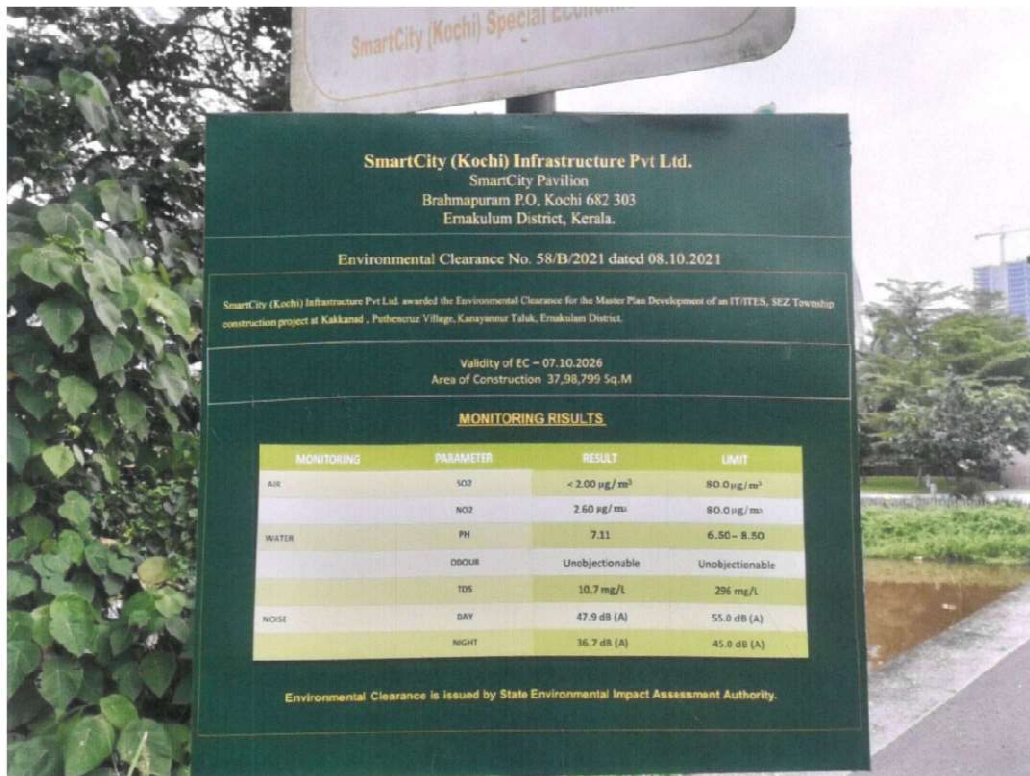 SmartCity (Kochi) Special
SmartCity (Kochi) Infrastructure Pvt Ltd.
SmartCity Pavilion
Brahmapuram P.O, Kochi 682 303
Ernakulum District, Kerala.
Environmental Clearance No. 58/B/2021 dated 08.10.2021
SmartCity (Kochi) Infrastructure Pvt Ltd. awarded the Environmental Clearance for the Master Plan Development of an IT/ITES, SEZ Township
construction project at Kakkanad , Puthencruz Village, Kanayannur Taluk, Ernakulam District.
Validity of EC – 07.10.2026
Area of Construction 37,98,799 Sq.M
MONITORING RISULTS
MONITORING PARAMETER RESULT LIMIT
AIR SO2 < 2.00 µg/m³ 80.0 µg/m³
NO2 2.60 µg/m3 80.0 µg/m3
WATER PH 7.11 6.50 – 8.50
ODOUR Unobjectionable Unobjectionable
TDS 10.7 mg/L 296 mg/L
NOISE DAY 47.9 dB (A) 55.0 dB (A)
NIGHT 36.7 dB (A) 45.0 dB (A)
Environmental Clearance is issued by State Environmental Impact Assessment Authority.